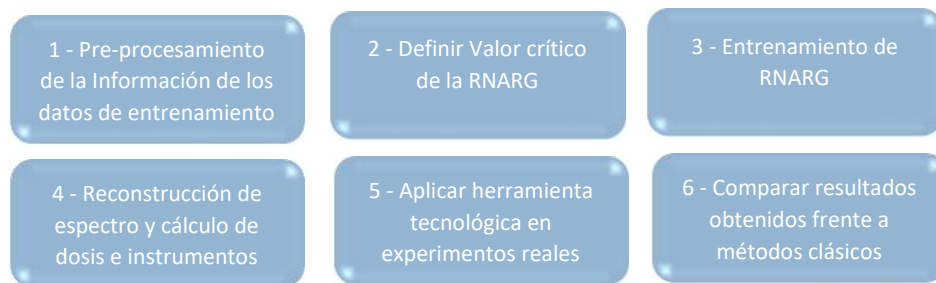 1 - Pre-procesamiento
de la Información de los
datos de entrenamiento
2 - Definir Valor crítico
de la RNARG
3 - Entrenamiento de
RNARG
4 - Reconstrucción de
espectro y cálculo de
dosis e instrumentos
5 - Aplicar herramienta
tecnológica en
experimentos reales
6 - Comparar resultados
obtenidos frente a
métodos clásicos